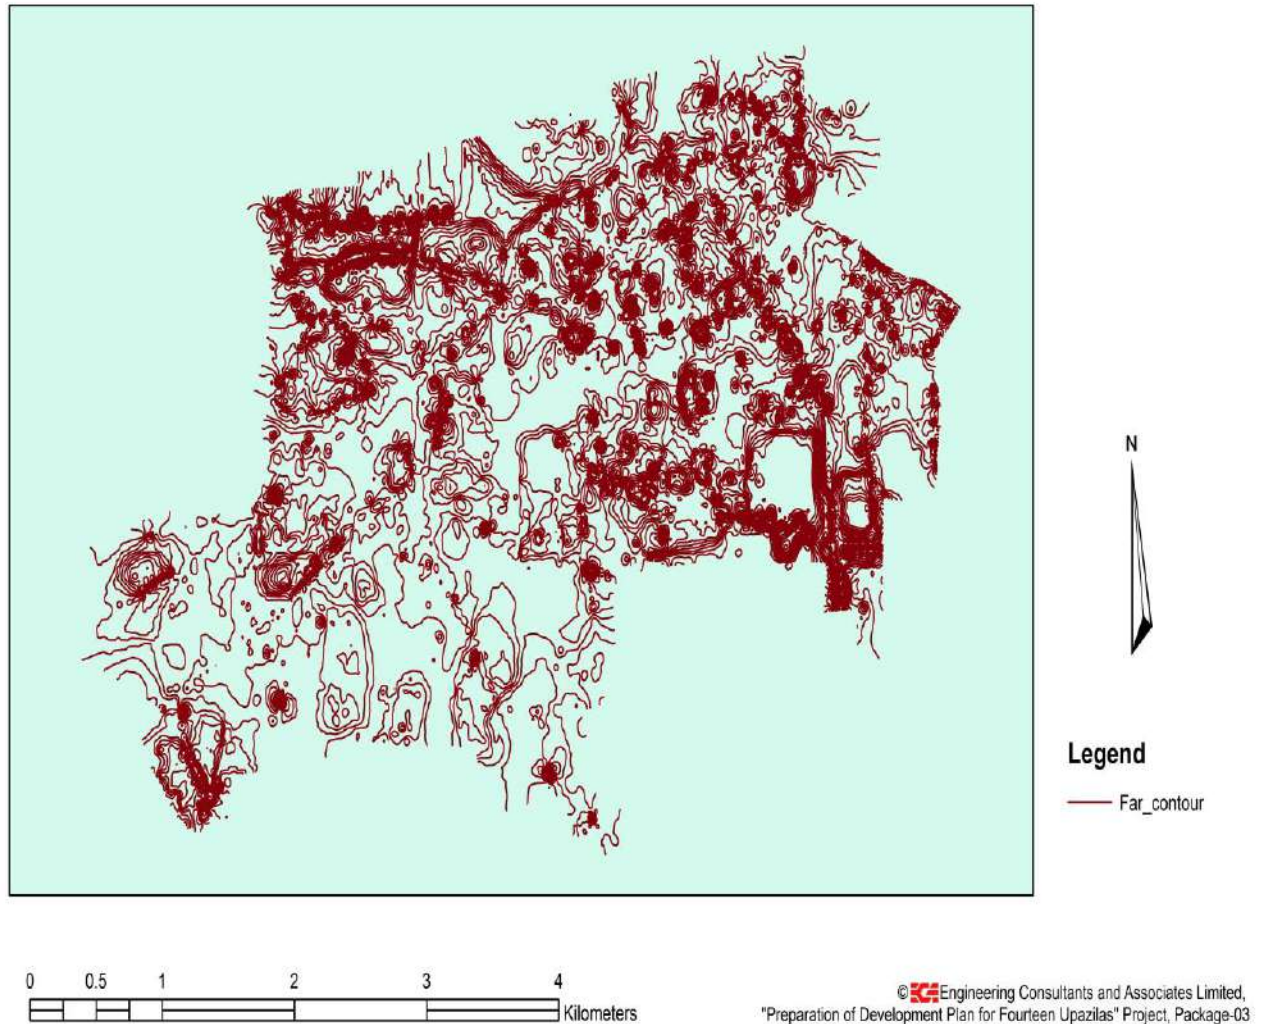 N
Legend
Far_contour
0 0.5 1 2 3 4
Kilometers
© Engineering Consultants and Associates Limited,
"Preparation of Development Plan for Fourteen Upazilas" Project, Package-03